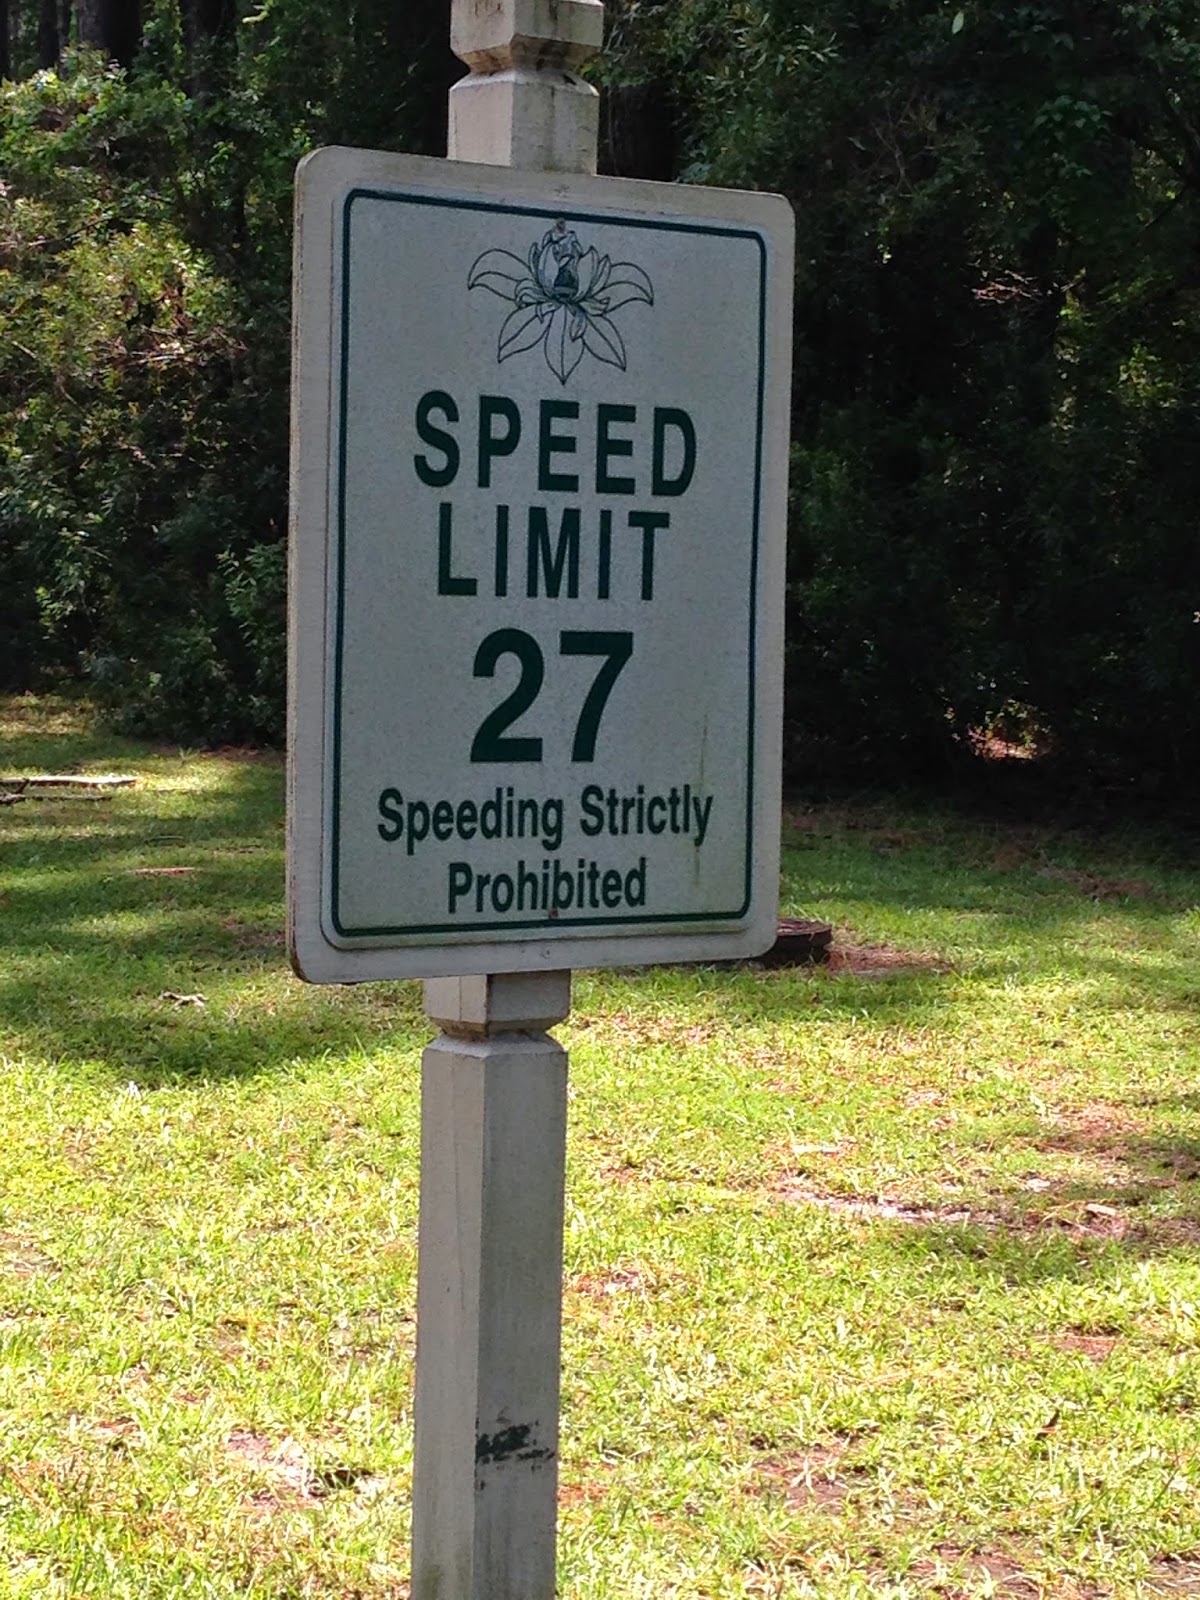 SPEED
LIMIT
27
Speeding Strictly
Prohibited